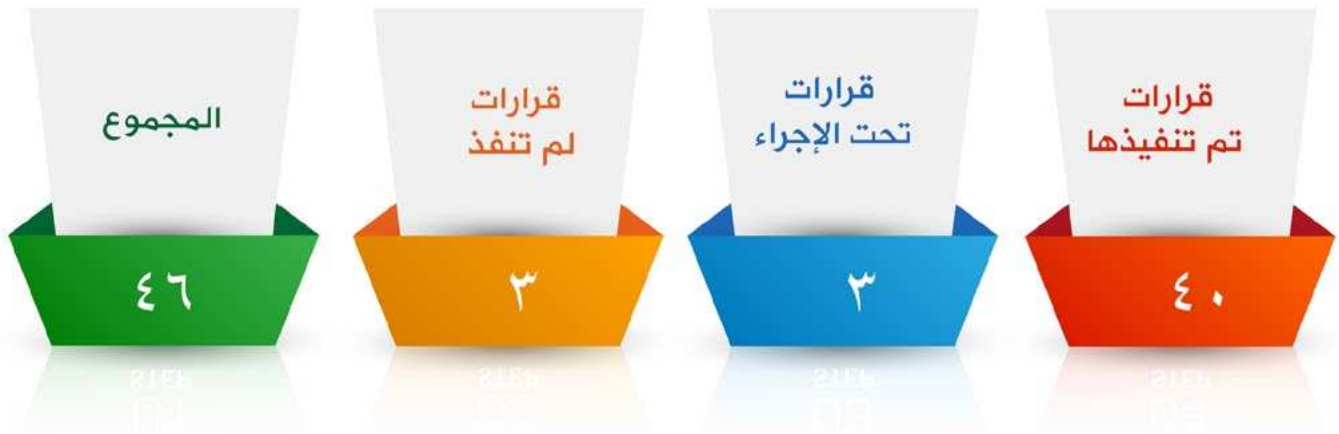 قرارات
تم تنفيذها
٤٠
قرارات
تحت الإجراء
٣
قرارات
لم تنفذ
٣
المجموع
٤٦